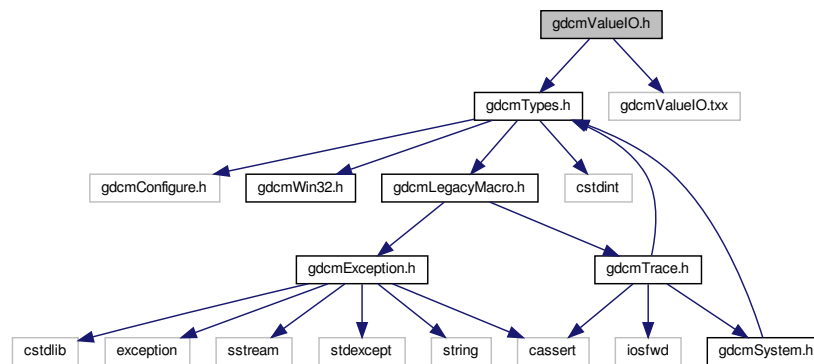 gdcmValueIO.h
gdcmTypes.h
gdcmValueIO.txx
gdcmConfigure.h
gdcmWin32.h
gdcmLegacyMacro.h
cstdint
gdcmException.h
gdcmTrace.h
cstdlib
exception
sstream
stdexcept
string
cassert
iosfwd
gdcmSystem.h